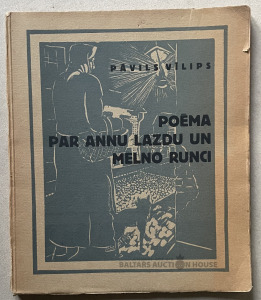 PĀVILS VĪLIPS
POĒMA
PAR ANNU LAZDU UN
MELNO RUNCI
BALTARS AUCTION HOUSE